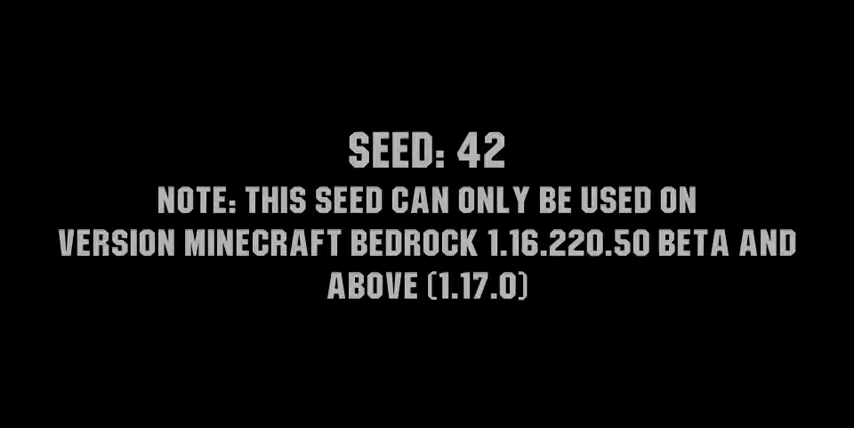 SEED: 42
NOTE: THIS SEED CAN ONLY BE USED ON
VERSION MINECRAFT BEDROCK 1.16.220.50 BETA AND
ABOVE (1.17.0)